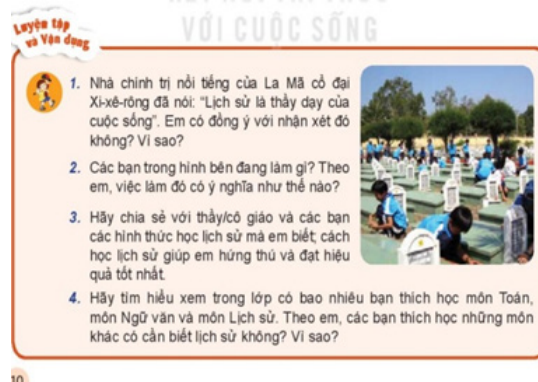 VỚI CUỘC SỐNG
Luyện tập
và Vận dụng
1. Nhà chính trị nổi tiếng của La Mã cổ đại
Xi-xê-rông đã nói: “Lịch sử là thầy dạy của
cuộc sống”. Em có đồng ý với nhận xét đó
không? Vì sao?
2. Các bạn trong hình bên đang làm gì? Theo
em, việc làm đó có ý nghĩa như thế nào?
3. Hãy chia sẻ với thầy/cô giáo và các bạn
các hình thức học lịch sử mà em biết; cách
học lịch sử giúp em hứng thú và đạt hiệu
quả tốt nhất.
4. Hãy tìm hiểu xem trong lớp có bao nhiêu bạn thích học môn Toán,
môn Ngữ văn và môn Lịch sử. Theo em, các bạn thích học những môn
khác có cần biết lịch sử không? Vì sao?
10